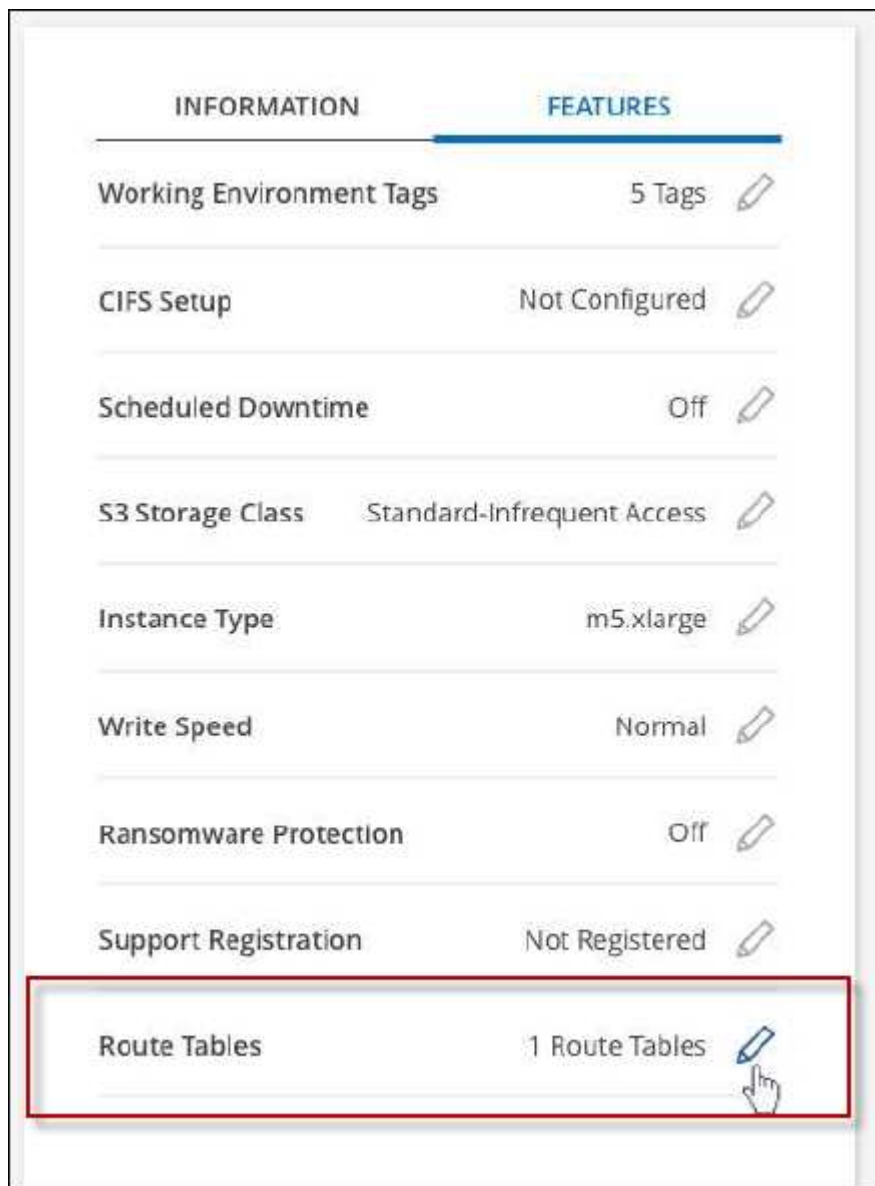 INFORMATION FEATURES
Working Environment Tags 5 Tags
CIFS Setup Not Configured
Scheduled Downtime Off
S3 Storage Class Standard-Infrequent Access
Instance Type m5.xlarge
Write Speed Normal
Ransomware Protection Off
Support Registration Not Registered
Route Tables 1 Route Tables